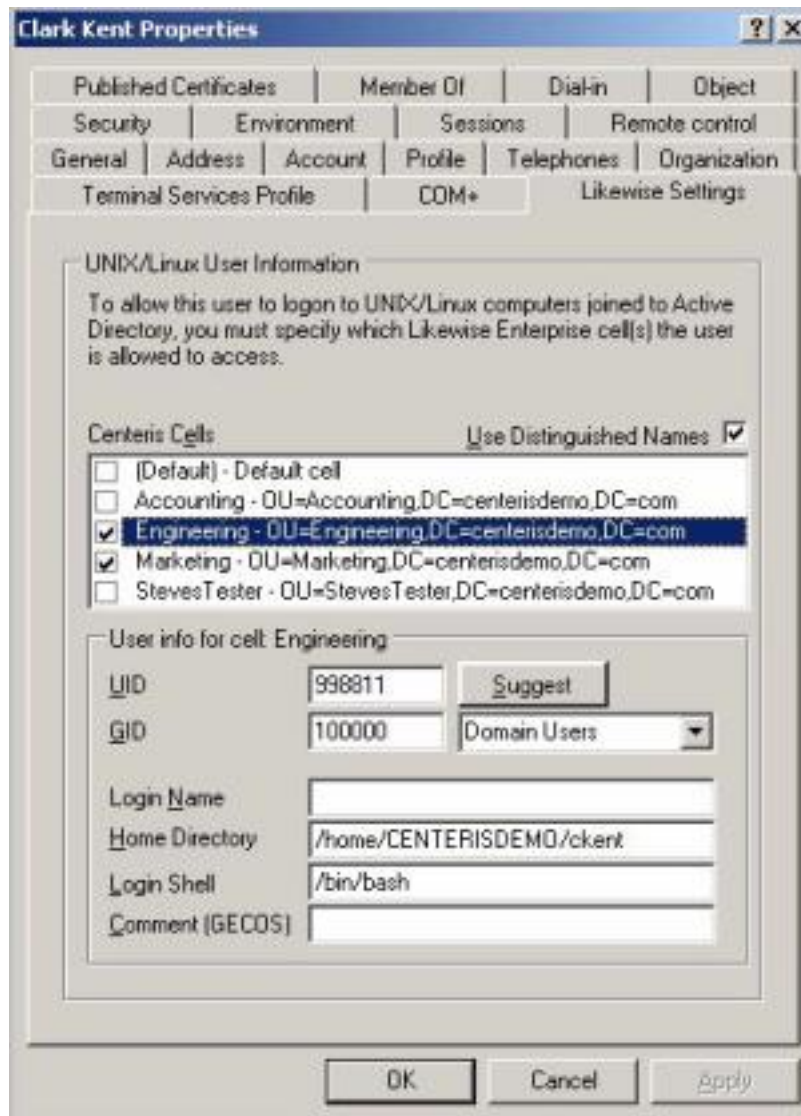 Clark Kent Properties
Published Certificates Member Of Dial-in Object
Security Environment Sessions Remote control
General Address Account Profile Telephones Organization
Terminal Services Profile COM+ Likewise Settings
UNIX/Linux User Information
To allow this user to logon to UNIX/Linux computers joined to Active
Directory, you must specify which Likewise Enterprise cell(s) the user
is allowed to access.
Centeris Cells Use Distinguished Names
(Default) - Default cell
Accounting - OU=Accounting,DC=centerisdemo,DC=com
Engineering - OU=Engineering,DC=centerisdemo,DC=com
Marketing - OU=Marketing,DC=centerisdemo,DC=com
StevesTester - OU=StevesTester,DC=centerisdemo,DC=com
User info for cell: Engineering
UID 998811 Suggest
GID 100000 Domain Users
Login Name
Home Directory /home/CENTERISDEMO/ckent
Login Shell /bin/bash
Comment (GECOS)
OK Cancel Apply